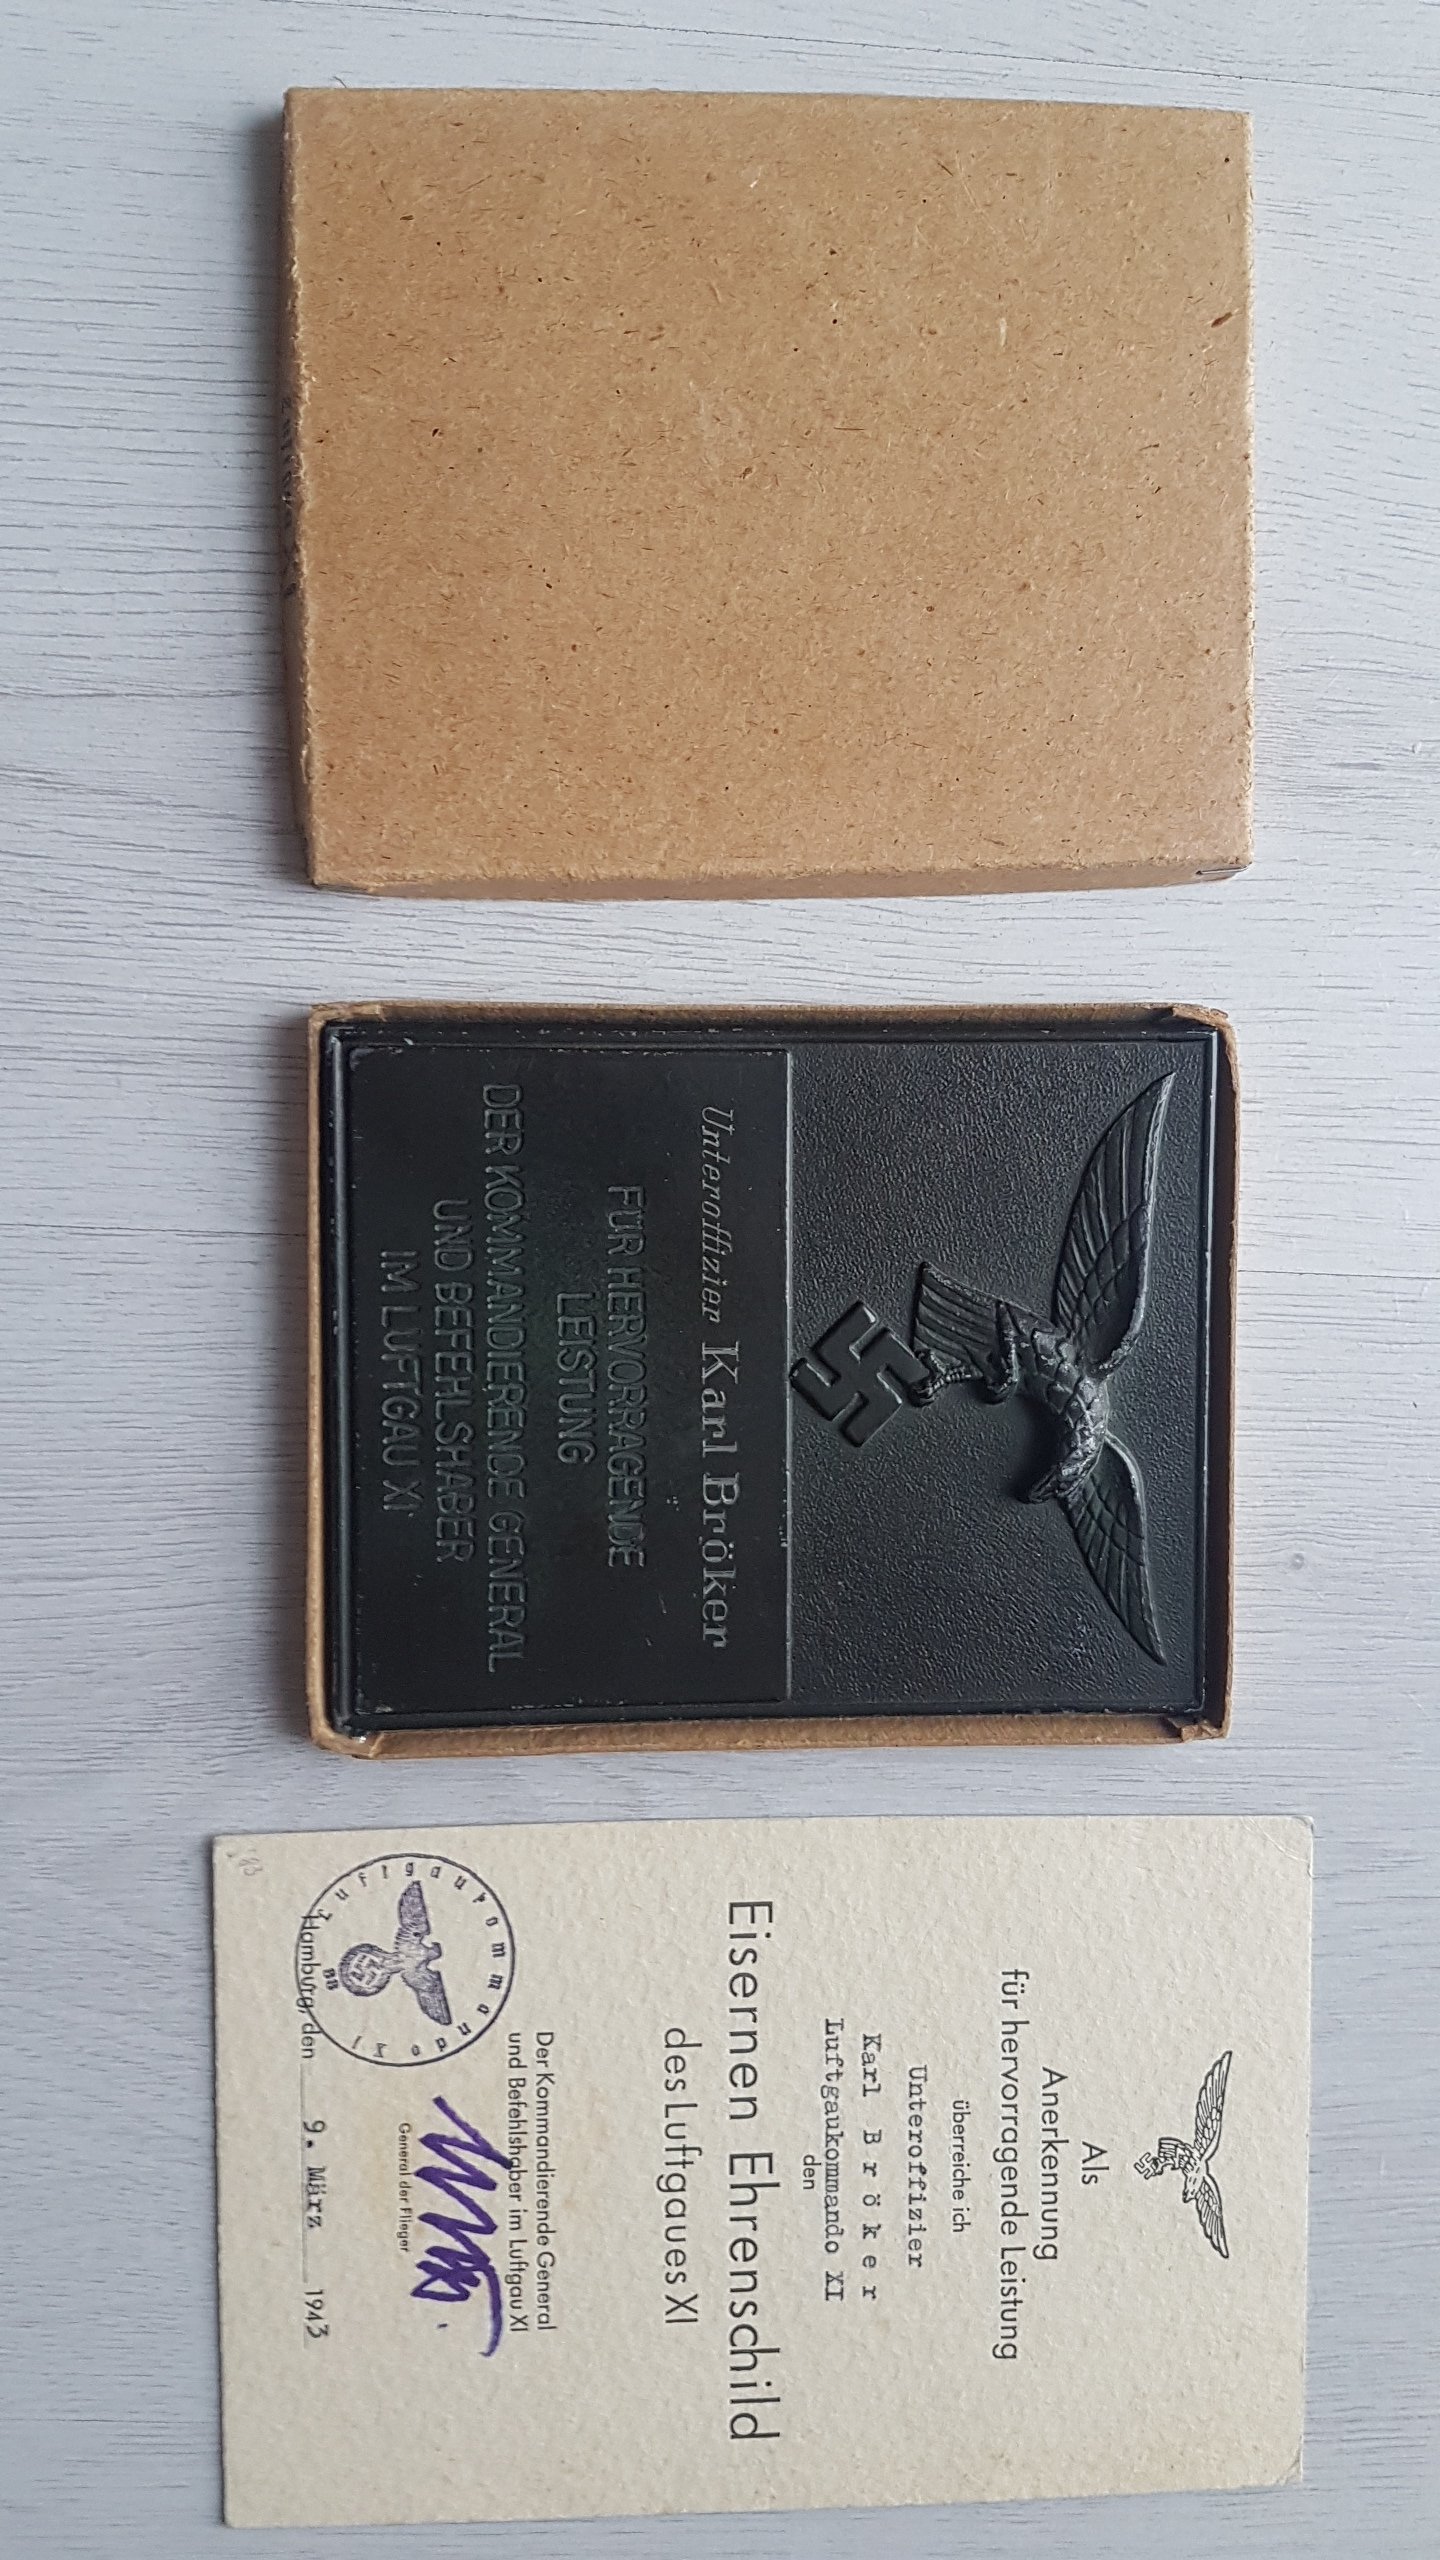 Unteroffizier Karl Bröker
FÜR HERVORRAGENDE
LEISTUNG
DER KOMMANDIERENDE GENERAL
UND BEFEHLSHABER
IM LUFTGAU XI
Als
Anerkennung
für hervorragende Leistung
überreiche ich
Unteroffizier
Karl Bröker
Luftgaukommando XI
den
Eisernen Ehrenschild
des Luftgaues XI
Der Kommandierende General
und Befehlshaber im Luftgau XI
General der Flieger
Luftgaukommando XI
BB
Hamburg, den 9. März 1943